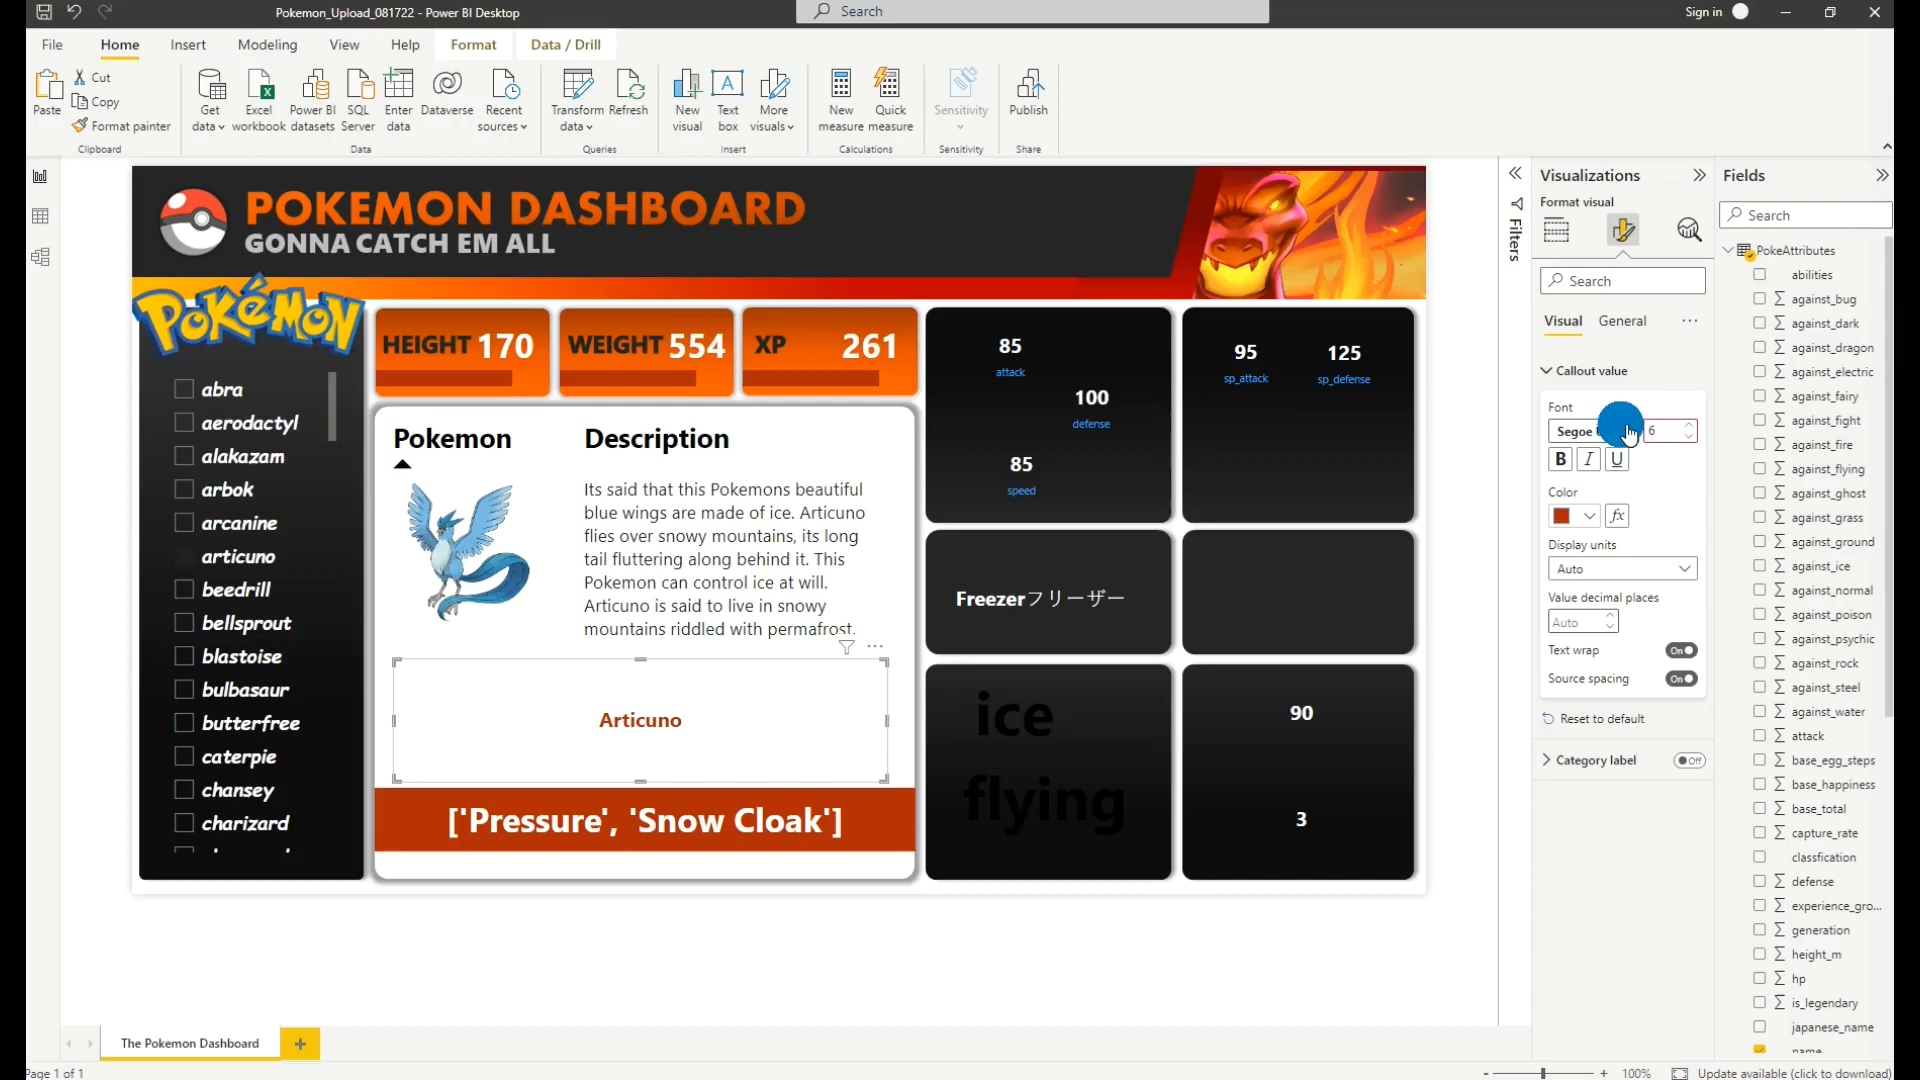 Pokemon_Upload_081722 - Power BI Desktop
Search
Sign in
File
Home
Insert
Modeling
View
Help
Format
Data / Drill
Paste
Cut
Copy
Format painter
Clipboard
Get data
Excel workbook
Power BI datasets
SQL Server
Enter data
Dataverse
Recent sources
Data
Transform data
Refresh
Queries
New visual
Text box
More visuals
Insert
New measure
Quick measure
Calculations
Sensitivity
Sensitivity
Publish
Share
POKEMON DASHBOARD
GONNA CATCH EM ALL
Pokémon
abra
aerodactyl
alakazam
arbok
arcanine
articuno
beedrill
bellsprout
blastoise
bulbasaur
butterfree
caterpie
chansey
charizard
HEIGHT 170
WEIGHT 554
XP 261
Pokemon
Description
Its said that this Pokemons beautiful
blue wings are made of ice. Articuno
flies over snowy mountains, its long
tail fluttering along behind it. This
Pokemon can control ice at will.
Articuno is said to live in snowy
mountains riddled with permafrost.
Articuno
['Pressure', 'Snow Cloak']
85
attack
100
defense
85
speed
95
sp_attack
125
sp_defense
Freezerフリーザー
ice
flying
90
3
Filters
Visualizations
Format visual
Search
Visual
General
Callout value
Font
Segoe
6
B I U
Color
fx
Display units
Auto
Value decimal places
Auto
Text wrap
On
Source spacing
On
Reset to default
Category label
Off
Fields
Search
PokeAttributes
abilities
against_bug
against_dark
against_dragon
against_electric
against_fairy
against_fight
against_fire
against_flying
against_ghost
against_grass
against_ground
against_ice
against_normal
against_poison
against_psychic
against_rock
against_steel
against_water
attack
base_egg_steps
base_happiness
base_total
capture_rate
classfication
defense
experience_gro...
generation
height_m
hp
is_legendary
japanese_name
name
The Pokemon Dashboard
Page 1 of 1
100%
Update available (click to download)